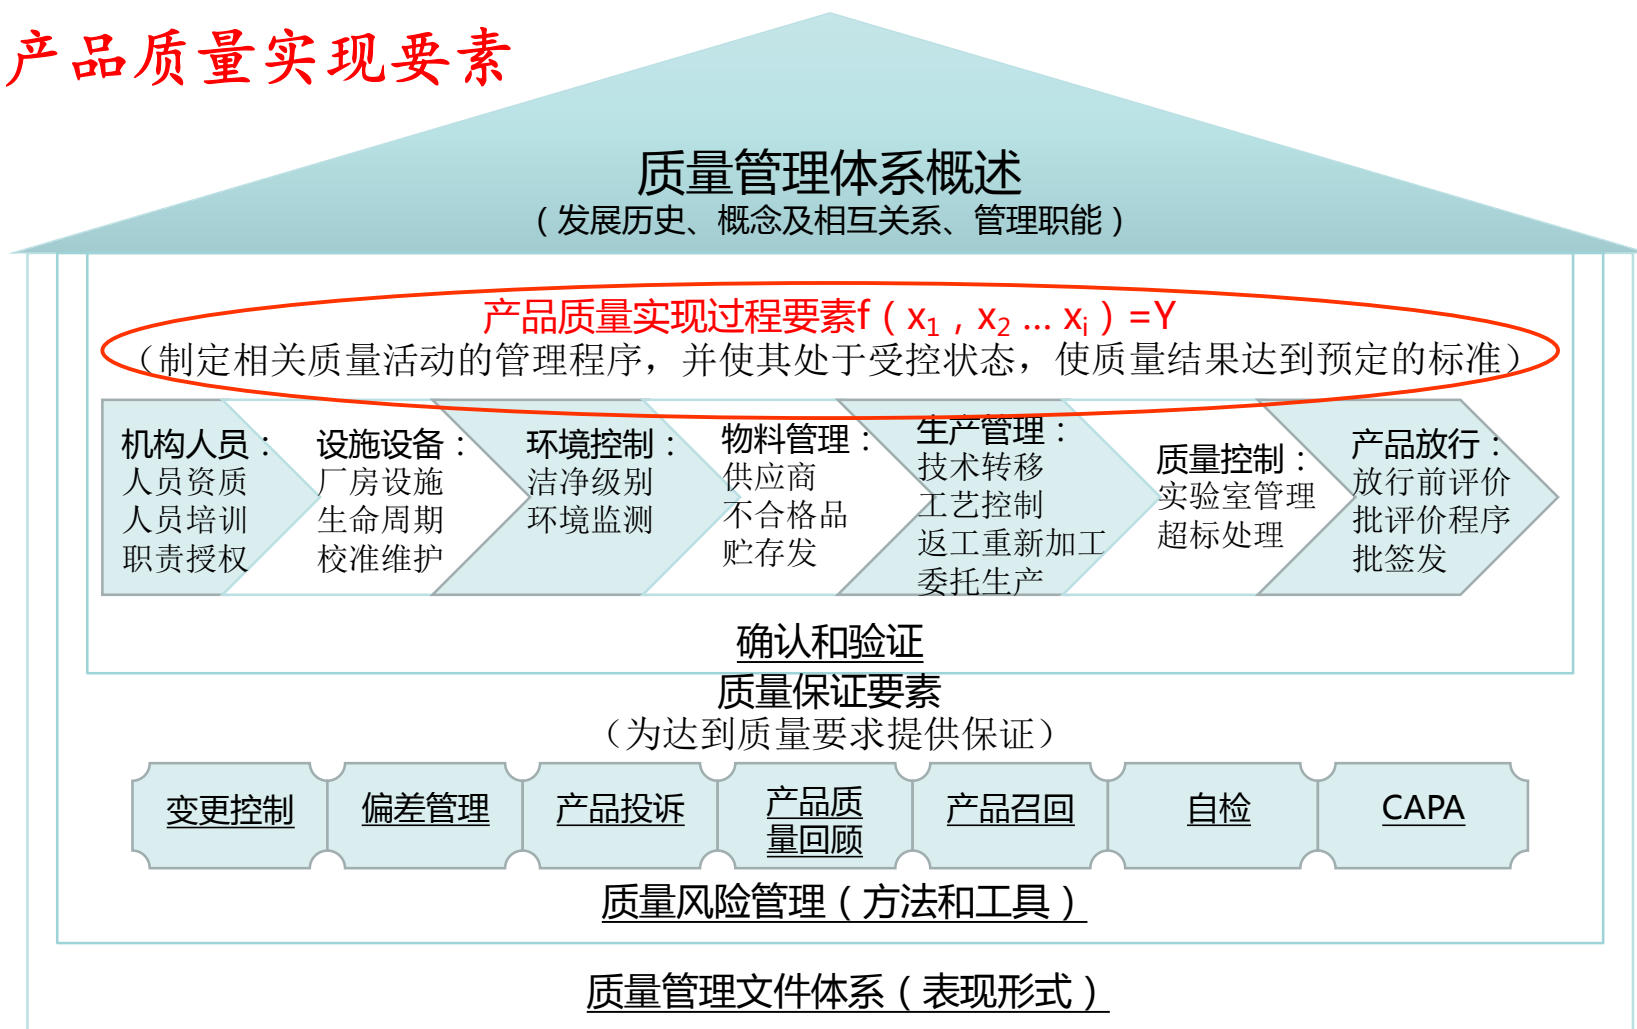 产品质量实现要素
质量管理体系概述
（发展历史、概念及相互关系、管理职能）
产品质量实现过程要素f（x1，x2 … xi）=Y
（制定相关质量活动的管理程序，并使其处于受控状态，使质量结果达到预定的标准）
机构人员：
人员资质
人员培训
职责授权
设施设备：
厂房设施
生命周期
校准维护
环境控制：
洁净级别
环境监测
物料管理：
供应商
不合格品
贮存发
生产管理：
技术转移
工艺控制
返工重新加工
委托生产
质量控制：
实验室管理
超标处理
产品放行：
放行前评价
批评价程序
批签发
确认和验证
质量保证要素
（为达到质量要求提供保证）
变更控制
偏差管理
产品投诉
产品质
量回顾
产品召回
自检
CAPA
质量风险管理（方法和工具）
质量管理文件体系（表现形式）